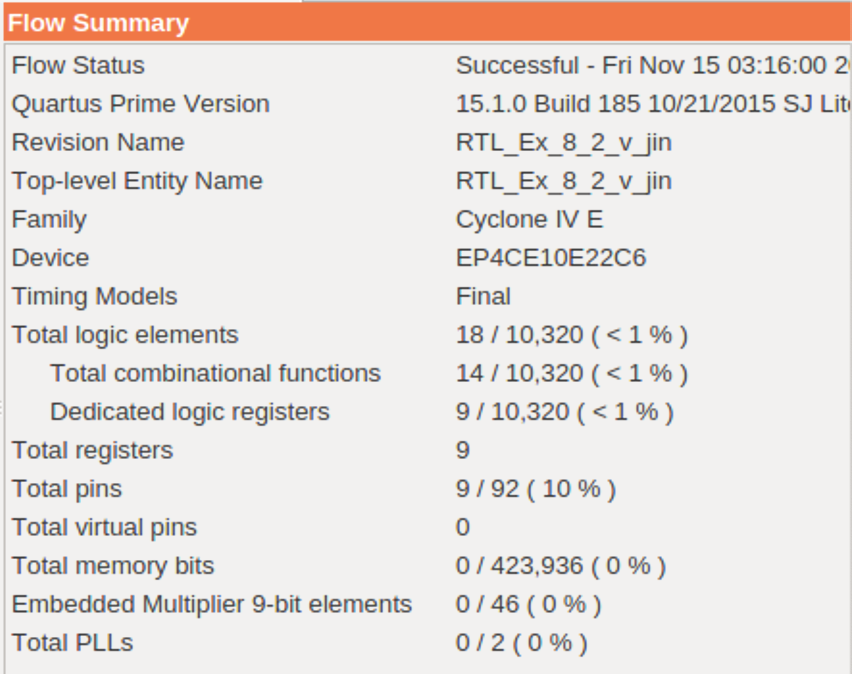 Flow Summary
Flow Status Successful - Fri Nov 15 03:16:00
Quartus Prime Version 15.1.0 Build 185 10/21/2015 SJ
Revision Name RTL_Ex_8_2_v_jin
Top-level Entity Name RTL_Ex_8_2_v_jin
Family Cyclone IV E
Device EP4CE10E22C6
Timing Models Final
Total logic elements 18 / 10,320 ( < 1 % )
Total combinational functions 14 / 10,320 ( < 1 % )
Dedicated logic registers 9 / 10,320 ( < 1 % )
Total registers 9
Total pins 9 / 92 ( 10 % )
Total virtual pins 0
Total memory bits 0 / 423,936 ( 0 % )
Embedded Multiplier 9-bit elements 0 / 46 ( 0 % )
Total PLLs 0 / 2 ( 0 % )